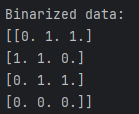 Binarized data:
[[0. 1. 1.]
[1. 1. 0.]
[0. 1. 1.]
[0. 0. 0.]]